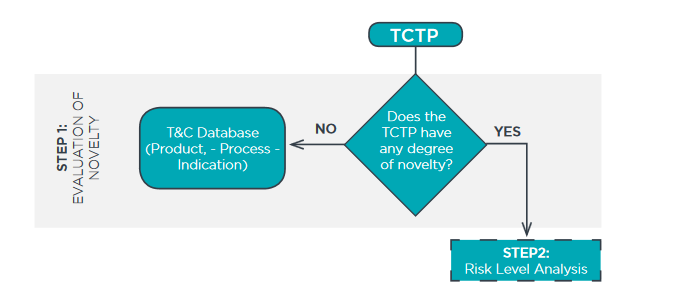 TCTP
STEP 1:
EVALUATION OF
NOVELTY
T&C Database
(Product, - Process -
Indication)
NO
Does the
TCTP have
any degree
of novelty?
YES
STEP2:
Risk Level Analysis